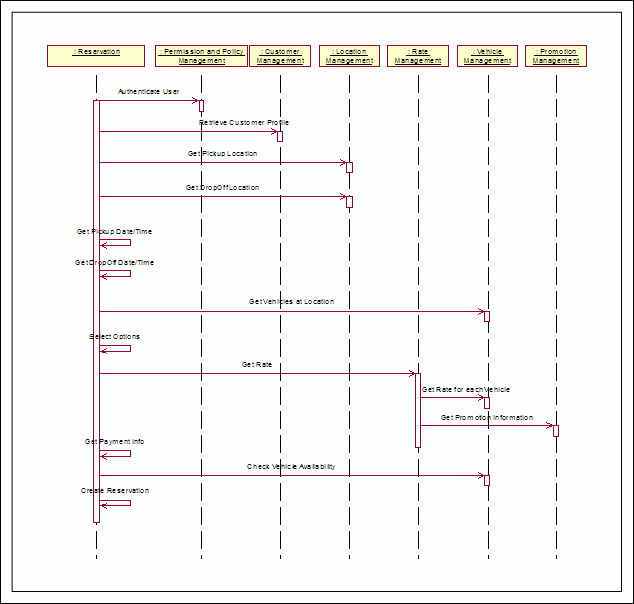 : Reservation
: Permission and Policy
Management
: Customer
Management
: Location
Management
: Rate
Management
: Vehicle
Management
: Promotion
Management
Authenticate User
Retrieve Customer Profile
Get Pickup Location
Get DropOff Location
Get Pickup Date/Time
Get DropOff Date/Time
Get Vehicles at Location
Select Options
Get Rate
Get Rate for each Vehicle
Get Promotion Information
Get Payment Info
Check Vehicle Availability
Create Reservation